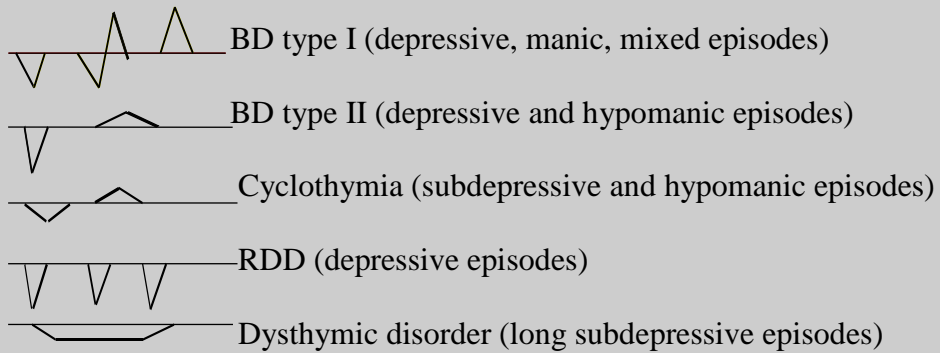 BD type I (depressive, manic, mixed episodes)
BD type II (depressive and hypomanic episodes)
Cyclothymia (subdepressive and hypomanic episodes)
RDD (depressive episodes)
Dysthymic disorder (long subdepressive episodes)